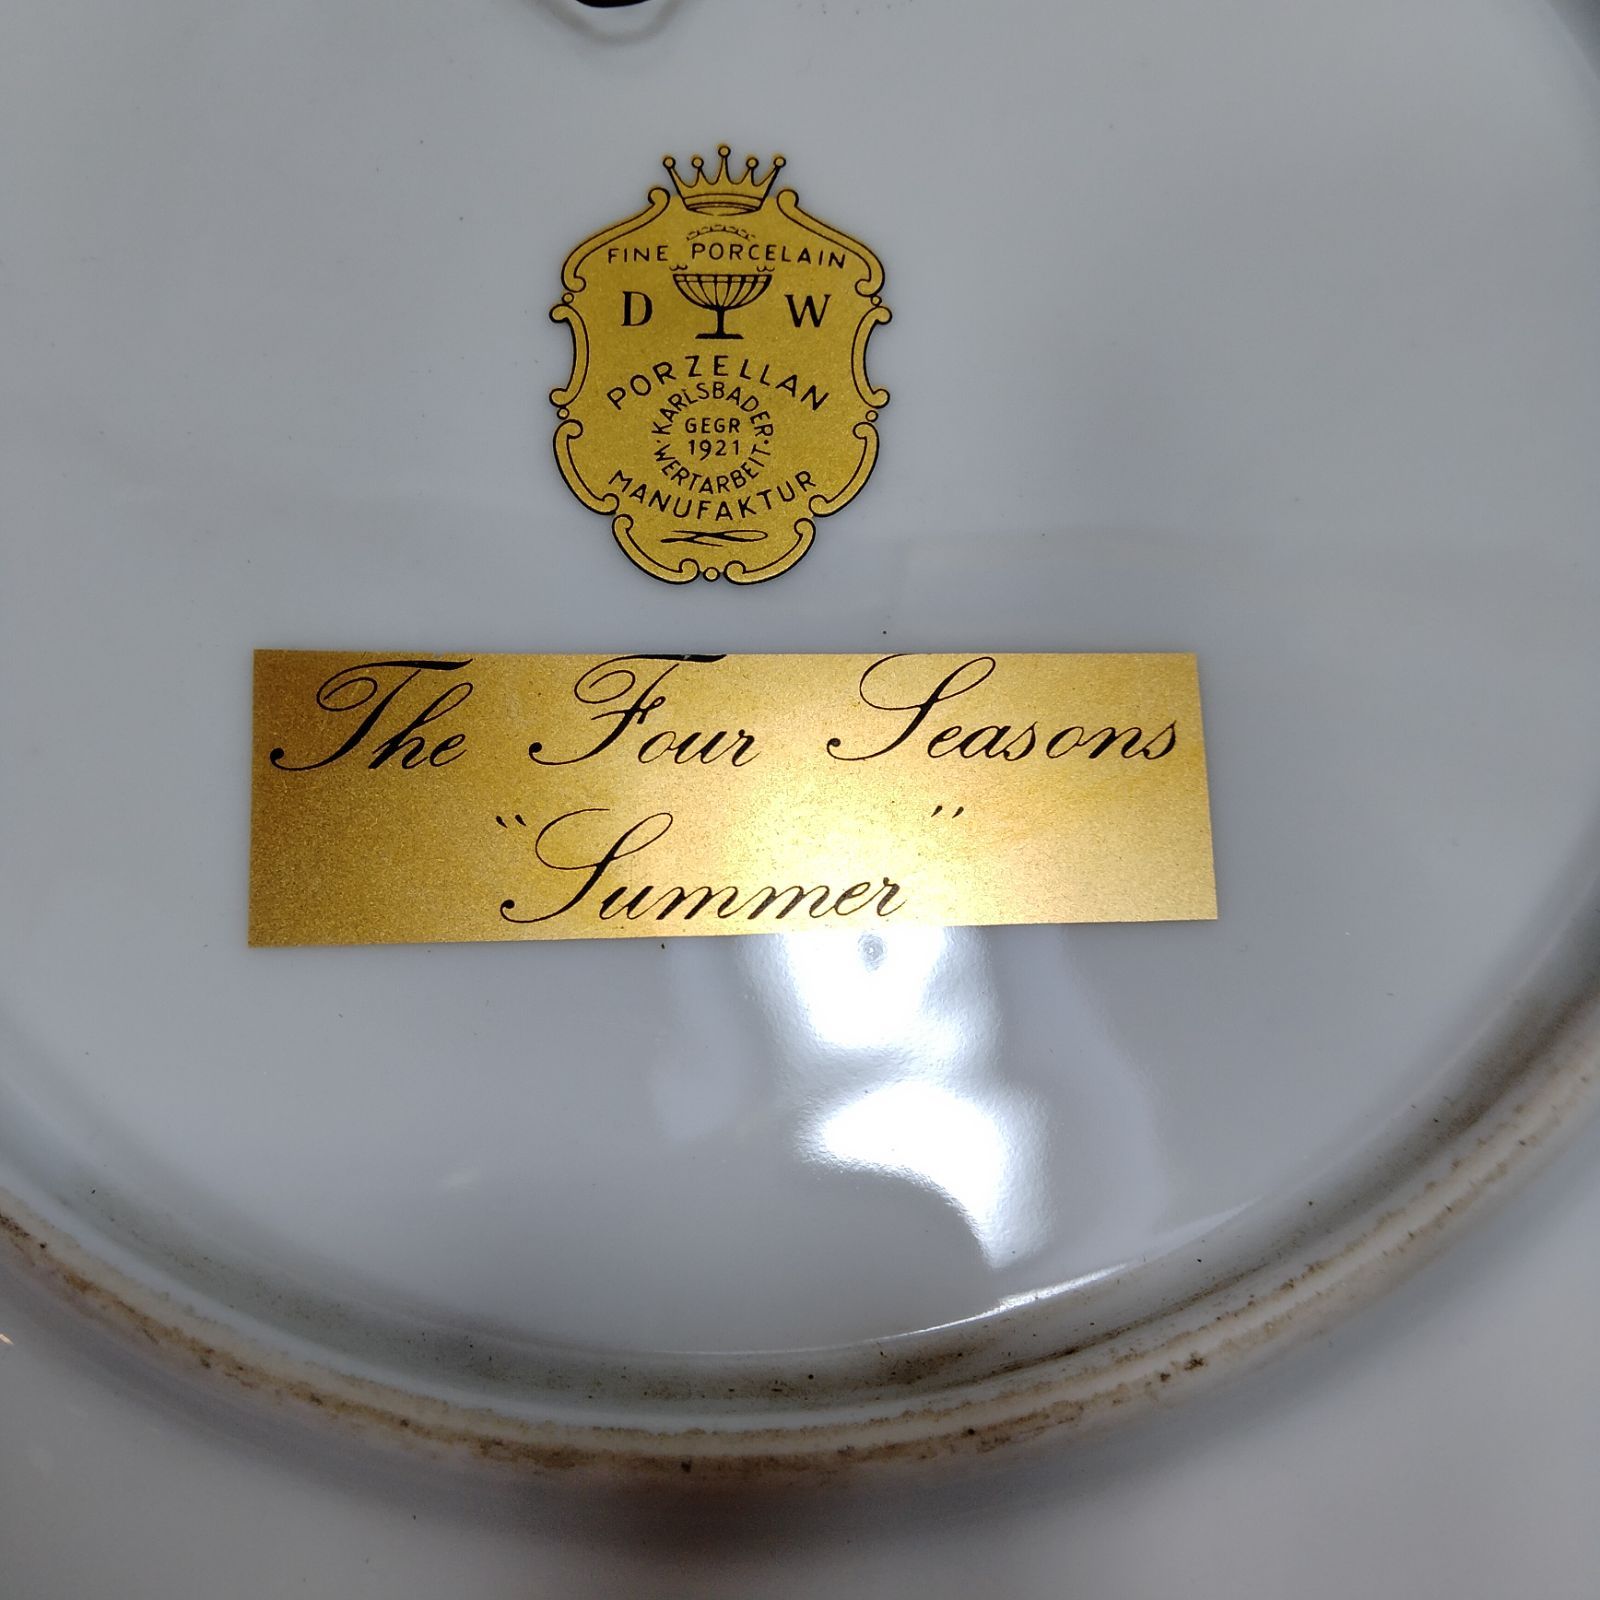 FINE PORCELAIN
D W
PORZELLAN
KARLSBADER
GEGR
1921
WERTARBEIT
MANUFAKTUR
The Four Seasons
"Summer"